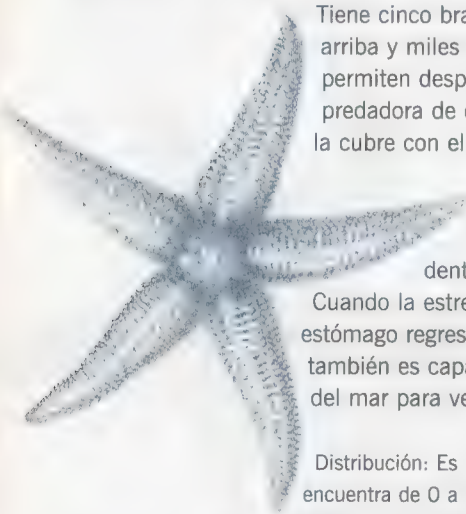 Tiene cinco bra
arriba y miles
permiten desp
predadora de
la cubre con el
dent
Cuando la estre
estómago regres
también es capa
del mar para ve
Distribución: Es
encuentra de 0 a